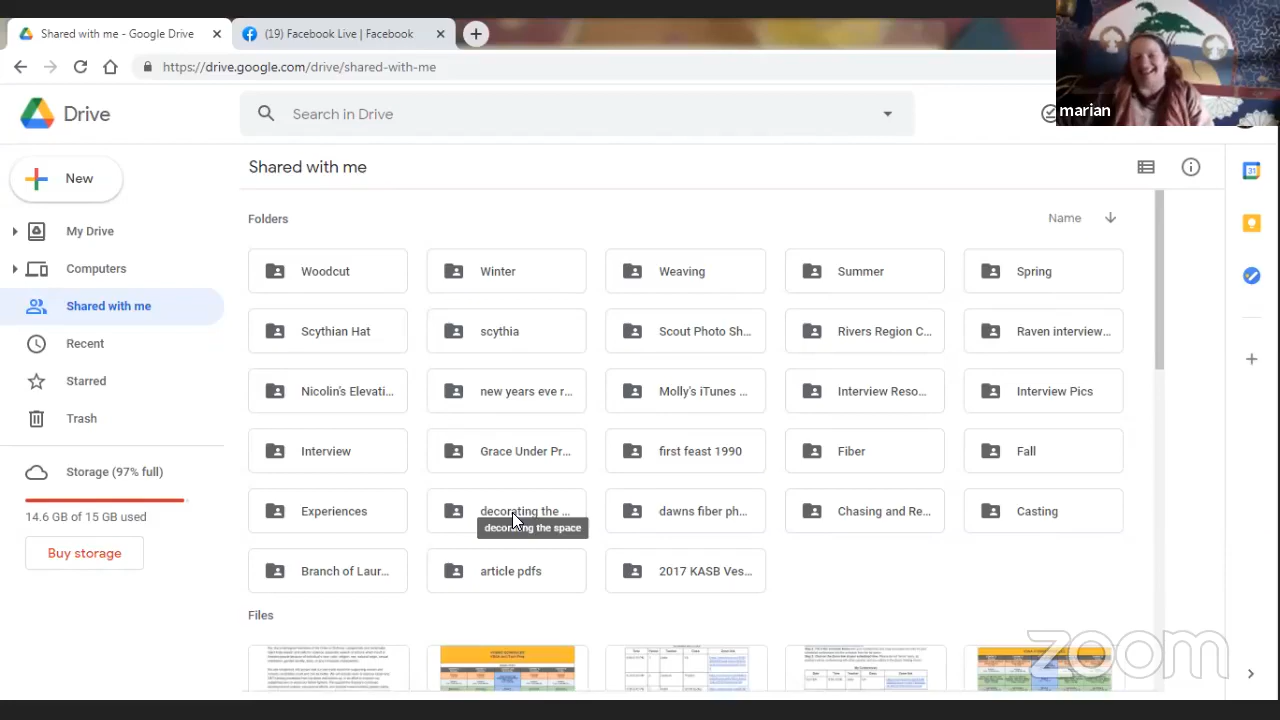 Shared with me - Google Drive
(19) Facebook Live | Facebook
https://drive.google.com/drive/shared-with-me
marian
Drive
Search in Drive
New
Shared with me
My Drive
Computers
Shared with me
Recent
Starred
Trash
Storage (97% full)
14.6 GB of 15 GB used
Buy storage
Folders
Name
Woodcut
Winter
Weaving
Summer
Spring
Scythian Hat
scythia
Scout Photo Sh...
Rivers Region C...
Raven interview...
Nicolin's Elevati...
new years eve r...
Molly's iTunes ...
Interview Reso...
Interview Pics
Interview
Grace Under Pr...
first feast 1990
Fiber
Fall
Experiences
decorating the ...
decorating the space
dawns fiber ph...
Chasing and Re...
Casting
Branch of Laur...
article pdfs
2017 KASB Ves...
Files
31
zoom